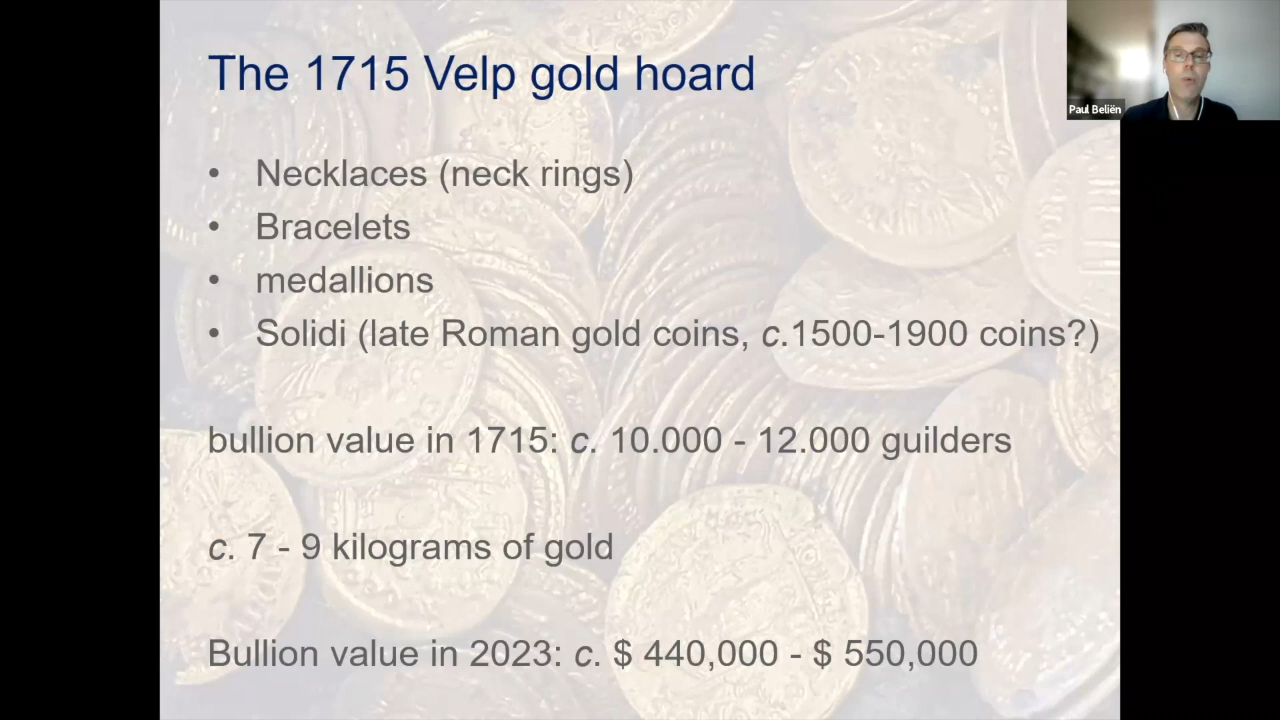 The 1715 Velp gold hoard
Paul Beliën
• Necklaces (neck rings)
• Bracelets
• medallions
• Solidi (late Roman gold coins, c.1500-1900 coins?)
bullion value in 1715: c. 10.000 - 12.000 guilders
c. 7 - 9 kilograms of gold
Bullion value in 2023: c. $ 440,000 - $ 550,000